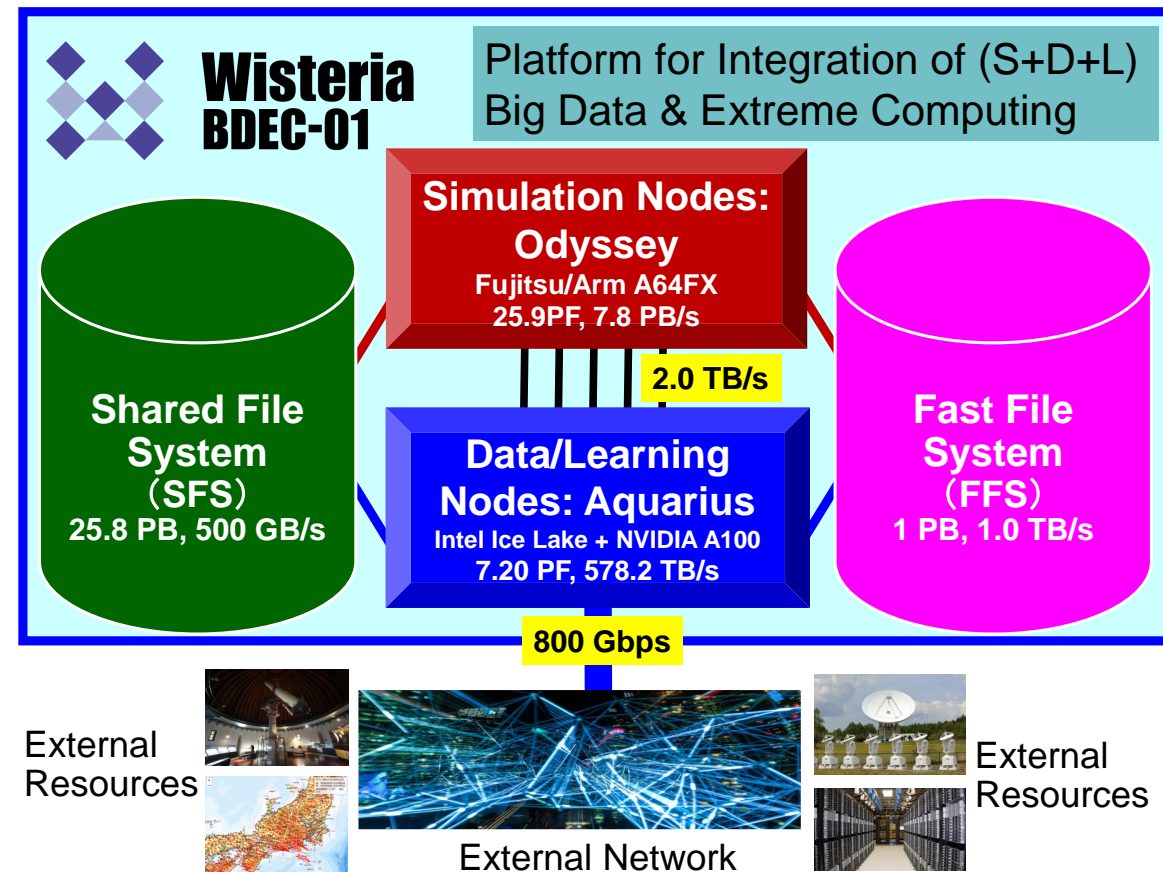 Wisteria
BDEC-01
Platform for Integration of (S+D+L)
Big Data & Extreme Computing
Simulation Nodes:
Odyssey
Fujitsu/Arm A64FX
25.9PF, 7.8 PB/s
2.0 TB/s
Shared File
System
（SFS）
25.8 PB, 500 GB/s
Data/Learning
Nodes: Aquarius
Intel Ice Lake + NVIDIA A100
7.20 PF, 578.2 TB/s
Fast File
System
（FFS）
1 PB, 1.0 TB/s
800 Gbps
External
Resources
External Network
External
Resources